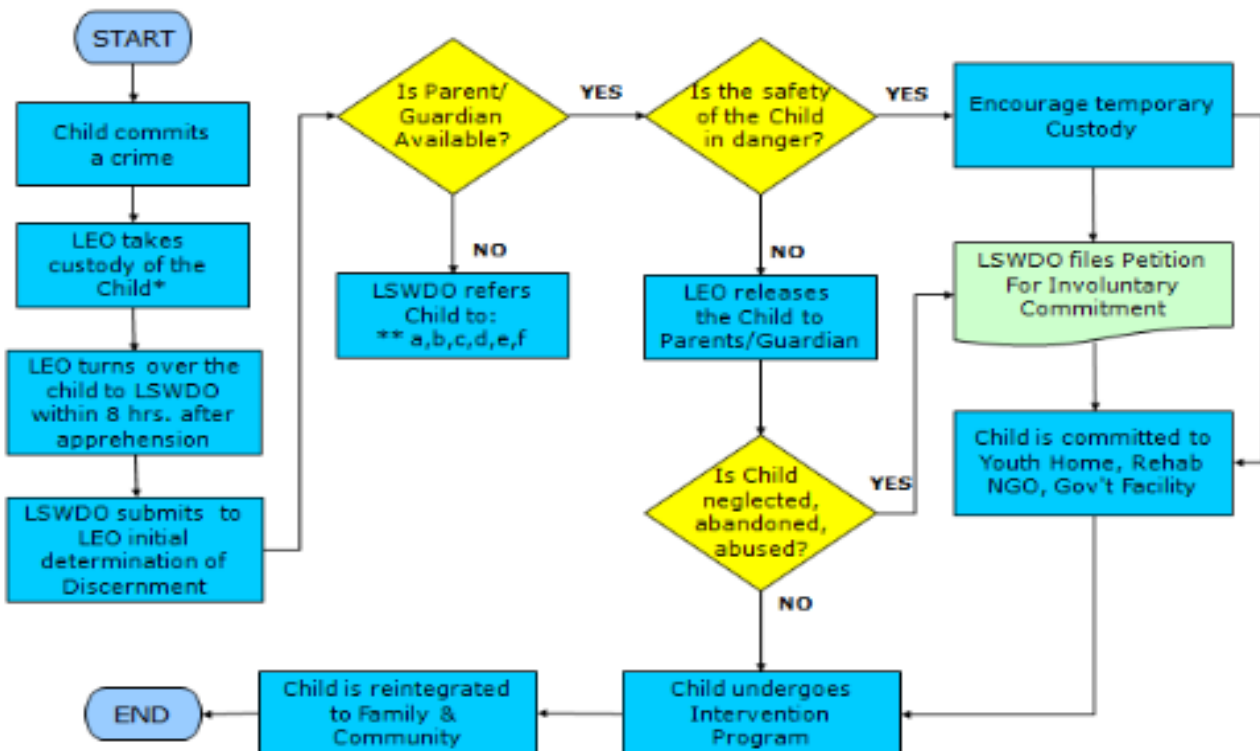 START
Child commits
a crime
LEO takes
custody of the
Child*
LEO turns over the
child to LSWDO
within 8 hrs. after
apprehension
LSWDO submits to
LEO initial
determination of
Discernment
Is Parent/
Guardian
Available?
YES
NO
LSWDO refers
Child to:
** a,b,c,d,e,f
Is the safety
of the Child
in danger?
YES
NO
LEO releases
the Child to
Parents/Guardian
Is Child
neglected,
abandoned,
abused?
YES
NO
Encourage temporary
Custody
LSWDO files Petition
For Involuntary
Commitment
Child is committed to
Youth Home, Rehab
NGO, Gov't Facility
Child undergoes
Intervention
Program
Child is reintegrated
to Family &
Community
END